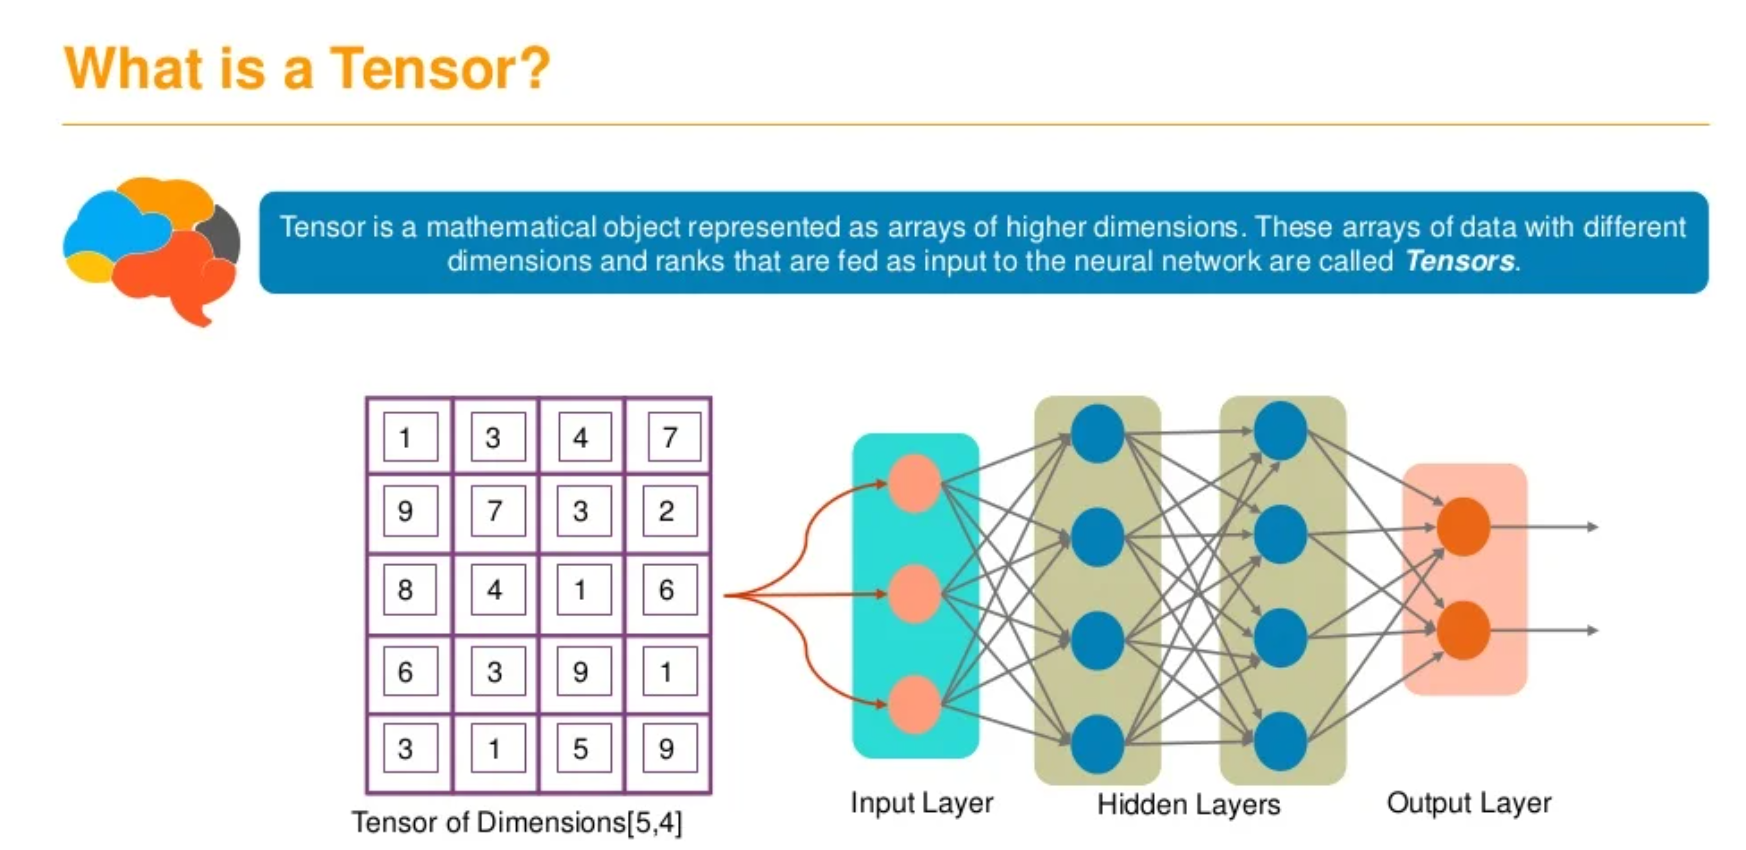 What is a Tensor?
Tensor is a mathematical object represented as arrays of higher dimensions. These arrays of data with different
dimensions and ranks that are fed as input to the neural network are called Tensors.
1 3 4 7
9 7 3 2
8 4 1 6
6 3 9 1
3 1 5 9
Tensor of Dimensions[5,4]
Input Layer
Hidden Layers
Output Layer